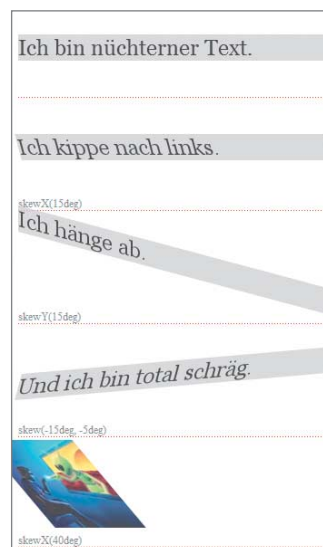 Ich bin nüchterner Text.
Ich kippe nach links.
skewX(15deg)
Ich hänge ab.
skewY(15deg)
Und ich bin total schräg.
skew(-15deg, -5deg)
skewX(40deg)